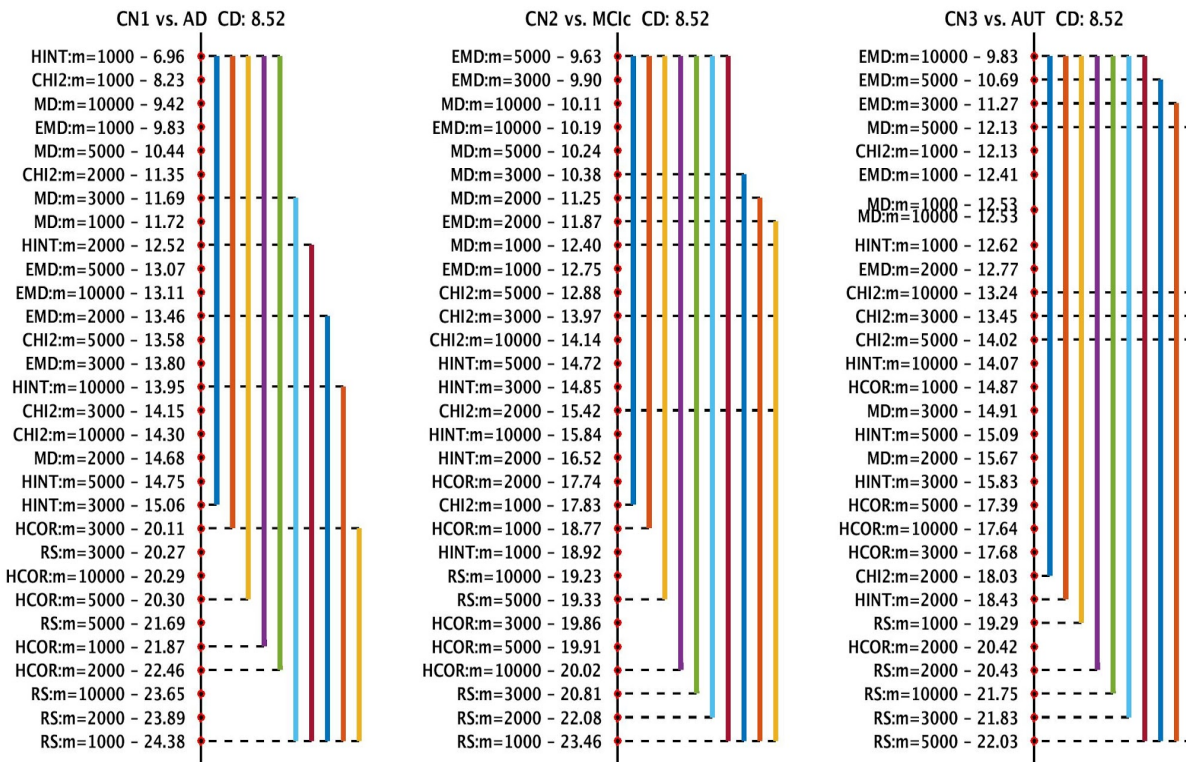 CN1 vs. AD CD: 8.52
HINT:m=1000 – 6.96
CHI2:m=1000 – 8.23
MD:m=10000 – 9.42
EMD:m=1000 – 9.83
MD:m=5000 – 10.44
CHI2:m=2000 – 11.35
MD:m=3000 – 11.69
MD:m=1000 – 11.72
HINT:m=2000 – 12.52
EMD:m=5000 – 13.07
EMD:m=10000 – 13.11
EMD:m=2000 – 13.46
CHI2:m=5000 – 13.58
EMD:m=3000 – 13.80
HINT:m=10000 – 13.95
CHI2:m=3000 – 14.15
CHI2:m=10000 – 14.30
MD:m=2000 – 14.68
HINT:m=5000 – 14.75
HINT:m=3000 – 15.06
HCOR:m=3000 – 20.11
RS:m=3000 – 20.27
HCOR:m=10000 – 20.29
HCOR:m=5000 – 20.30
RS:m=5000 – 21.69
HCOR:m=1000 – 21.87
HCOR:m=2000 – 22.46
RS:m=10000 – 23.65
RS:m=2000 – 23.89
RS:m=1000 – 24.38
CN2 vs. MCIc CD: 8.52
EMD:m=5000 – 9.63
EMD:m=3000 – 9.90
MD:m=10000 – 10.11
EMD:m=10000 – 10.19
MD:m=5000 – 10.24
MD:m=3000 – 10.38
MD:m=2000 – 11.25
EMD:m=2000 – 11.87
MD:m=1000 – 12.40
EMD:m=1000 – 12.75
CHI2:m=5000 – 12.88
CHI2:m=3000 – 13.97
CHI2:m=10000 – 14.14
HINT:m=5000 – 14.72
HINT:m=3000 – 14.85
CHI2:m=2000 – 15.42
HINT:m=10000 – 15.84
HINT:m=2000 – 16.52
HCOR:m=2000 – 17.74
CHI2:m=1000 – 17.83
HCOR:m=1000 – 18.77
HINT:m=1000 – 18.92
RS:m=10000 – 19.23
RS:m=5000 – 19.33
HCOR:m=3000 – 19.86
HCOR:m=5000 – 19.91
HCOR:m=10000 – 20.02
RS:m=3000 – 20.81
RS:m=2000 – 22.08
RS:m=1000 – 23.46
CN3 vs. AUT CD: 8.52
EMD:m=10000 – 9.83
EMD:m=5000 – 10.69
EMD:m=3000 – 11.27
MD:m=5000 – 12.13
CHI2:m=1000 – 12.13
EMD:m=1000 – 12.41
MD:m=1000 – 12.53
MD:m=10000 – 12.53
HINT:m=1000 – 12.62
EMD:m=2000 – 12.77
CHI2:m=10000 – 13.24
CHI2:m=3000 – 13.45
CHI2:m=5000 – 14.02
HINT:m=10000 – 14.07
HCOR:m=1000 – 14.87
MD:m=3000 – 14.91
HINT:m=5000 – 15.09
MD:m=2000 – 15.67
HINT:m=3000 – 15.83
HCOR:m=5000 – 17.39
HCOR:m=10000 – 17.64
HCOR:m=3000 – 17.68
CHI2:m=2000 – 18.03
HINT:m=2000 – 18.43
RS:m=1000 – 19.29
HCOR:m=2000 – 20.42
RS:m=2000 – 20.43
RS:m=10000 – 21.75
RS:m=3000 – 21.83
RS:m=5000 – 22.03